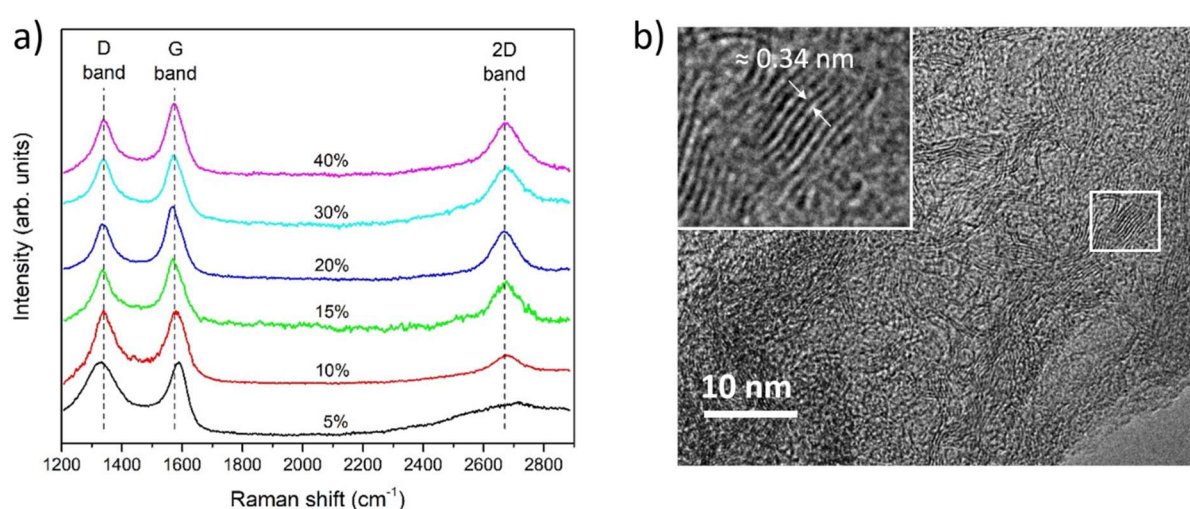 a)
D
band
G
band
2D
band
40%
30%
20%
15%
10%
5%
Intensity (arb. units)
1200 1400 1600 1800 2000 2200 2400 2600 2800
Raman shift (cm⁻¹)
b)
≈ 0.34 nm
10 nm